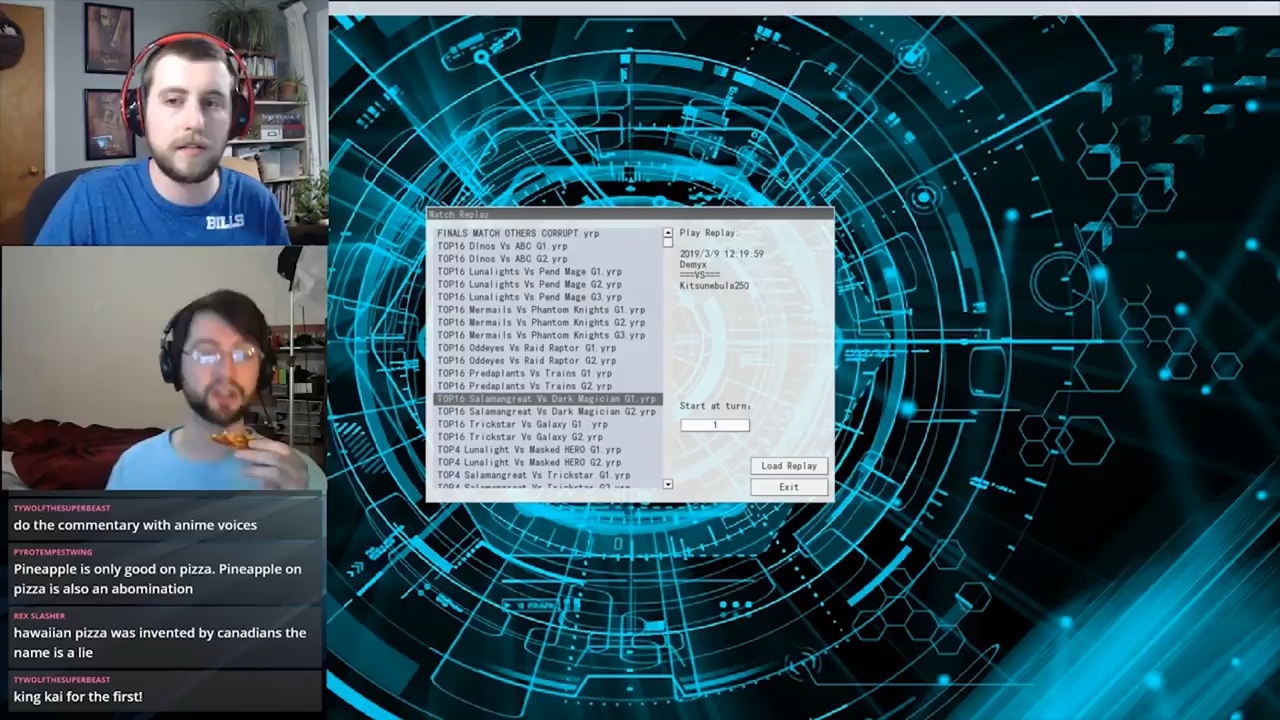 BILLS
TYWOLFTHESUPERBEAST
do the commentary with anime voices
PYROTEMPESTWING
Pineapple is only good on pizza. Pineapple on
pizza is also an abomination
REX SLASHER
hawaiian pizza was invented by canadians the
name is a lie
TYWOLFTHESUPERBEAST
king kai for the first!
Watch Replay
FINALS MATCH OTHERS CORRUPT.yrp
TOP16 DInos Vs ABC G1.yrp
TOP16 DInos Vs ABC G2.yrp
TOP16 Lunalights Vs Pend Mage G1.yrp
TOP16 Lunalights Vs Pend Mage G2.yrp
TOP16 Lunalights Vs Pend Mage G3.yrp
TOP16 Mermails Vs Phantom Knights G1.yrp
TOP16 Mermails Vs Phantom Knights G2.yrp
TOP16 Mermails Vs Phantom Knights G3.yrp
TOP16 Oddeyes Vs Raid Raptor G1.yrp
TOP16 Oddeyes Vs Raid Raptor G2.yrp
TOP16 Predaplants Vs Trains G1.yrp
TOP16 Predaplants Vs Trains G2.yrp
TOP16 Salamangreat Vs Dark Magician G1.yrp
TOP16 Salamangreat Vs Dark Magician G2.yrp
TOP16 Trickstar Vs Galaxy G1 .yrp
TOP16 Trickstar Vs Galaxy G2.yrp
TOP4 Lunalight Vs Masked HERO G1.yrp
TOP4 Lunalight Vs Masked HERO G2.yrp
TOP4 Salamangreat Vs Trickstar G1.yrp
TOP4 Salamangreat Vs Trickstar G2.yrp
Play Replay:
2019/3/9 12:19:59
Demyx
===VS===
Kitsunebula250
Start at turn:
1
Load Replay
Exit